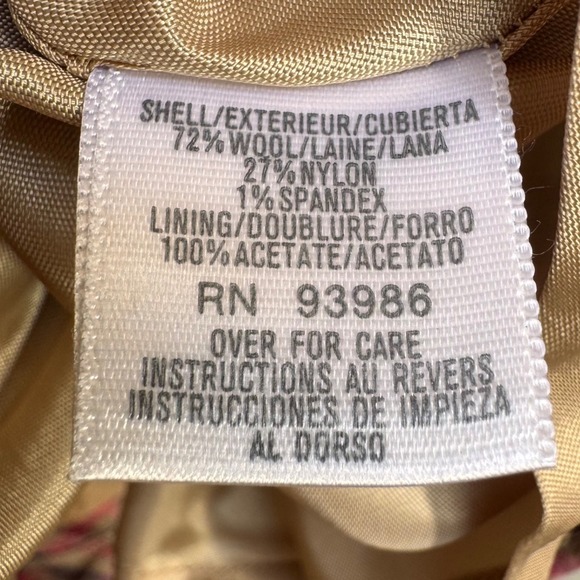 SHELL/EXTERIEUR/CUBIERTA
72% WOOL/LAINE/LANA
27% NYLON
1% SPANDEX
LINING/DOUBLURE/FORRO
100% ACETATE/ACETATO
RN 93986
OVER FOR CARE
INSTRUCTIONS AU REVERS
INSTRUCCIONES DE IMPIEZA
AL DORSO